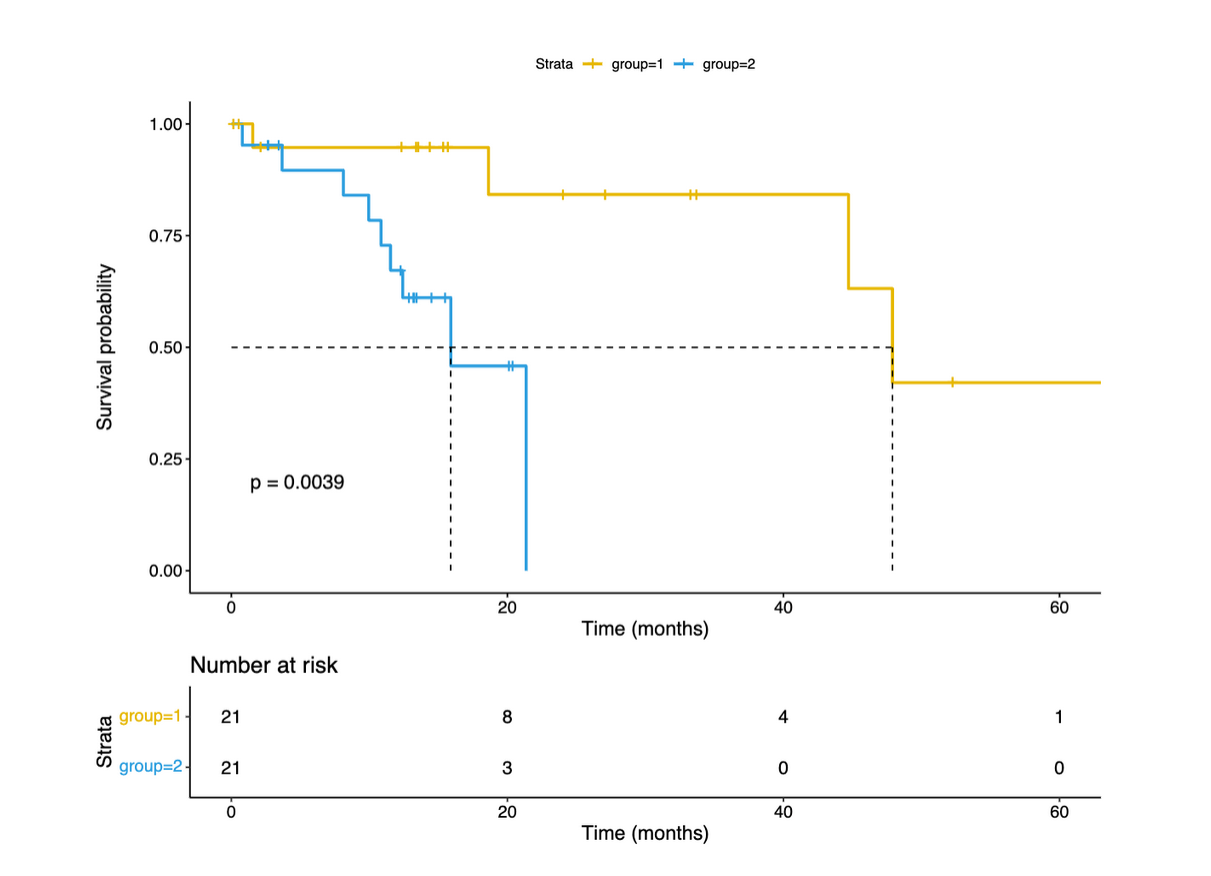 Strata group=1 group=2
1.00
0.75
0.50
0.25
0.00
Survival probability
p = 0.0039
0 20 40 60
Time (months)
Number at risk
Strata
group=1 21 8 4 1
group=2 21 3 0 0
0 20 40 60
Time (months)